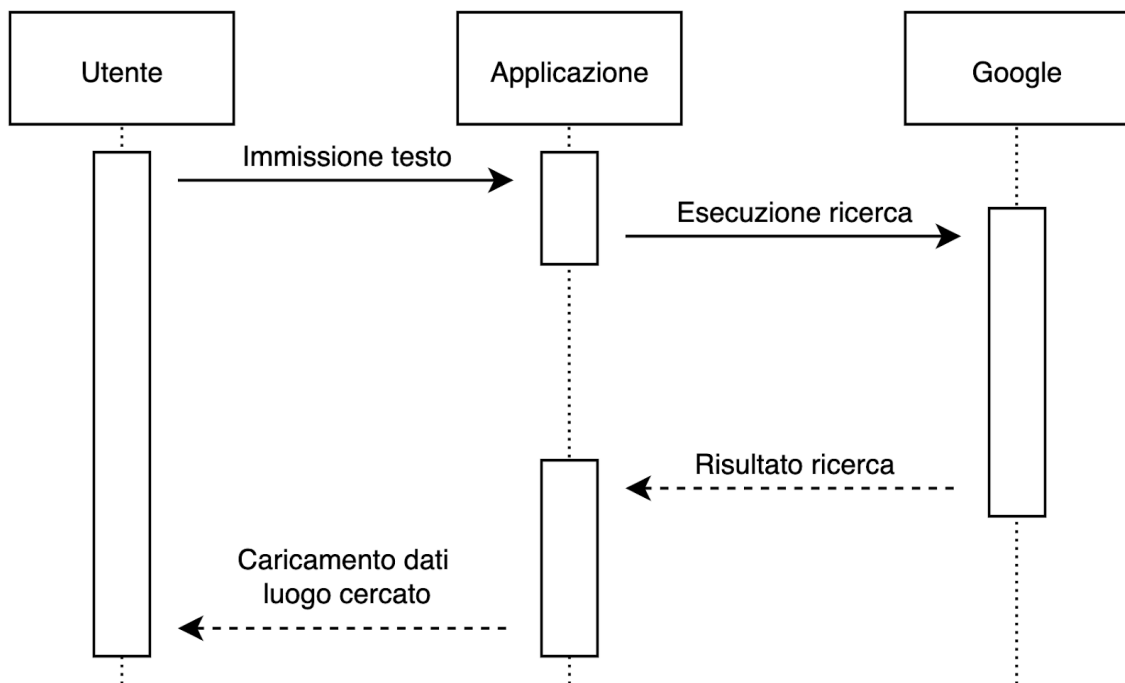 Utente
Applicazione
Google
Immissione testo
Esecuzione ricerca
Risultato ricerca
Caricamento dati
luogo cercato